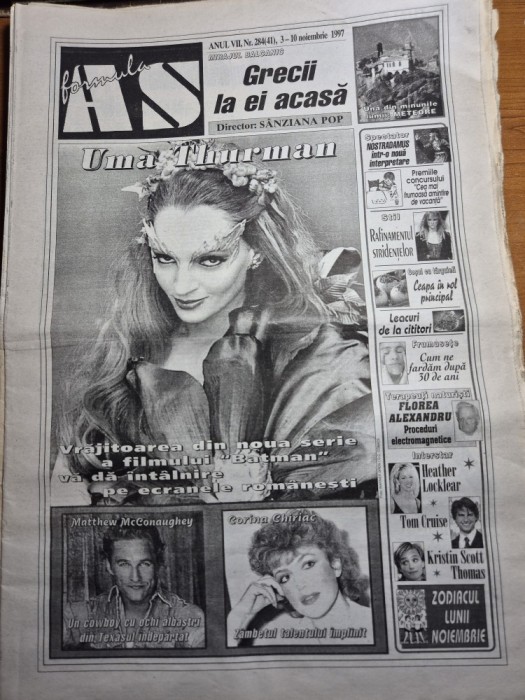 formula
AS
ANUL VII, Nr. 284(41), 3–10 noiembrie 1997
MIRAJUL BALCANIC
Grecii
la ei acasă
Director: SÂNZIANA POP
Una din minunile
lumii: METEORE
Uma Thurman
Vrăjitoarea din noua serie
a filmului "Batman"
vă dă întâlnire
pe ecranele românești
Spectator
NOSTRADAMUS
într-o nouă
interpretare
Premiile
concursului
"Cea mai
frumoasă amintire
de vacanță"
Stil
Rafinamentul
stridențelor
Ceapa în rol
principal
Leacuri
de la cititori
Frumusețe
Cum ne
fardăm după
50 de ani
Terapeuți naturiști
FLOREA
ALEXANDRU
Proceduri
electromagnetice
Interstar
Heather
Locklear
Tom Cruise
Kristin Scott
Thomas
ZODIACUL
LUNII
NOIEMBRIE
Matthew McConaughey
Un cowboy cu ochi albaștri
din Texasul îndepărtat
Corina Chiriac
Zâmbetul talentului împlinit